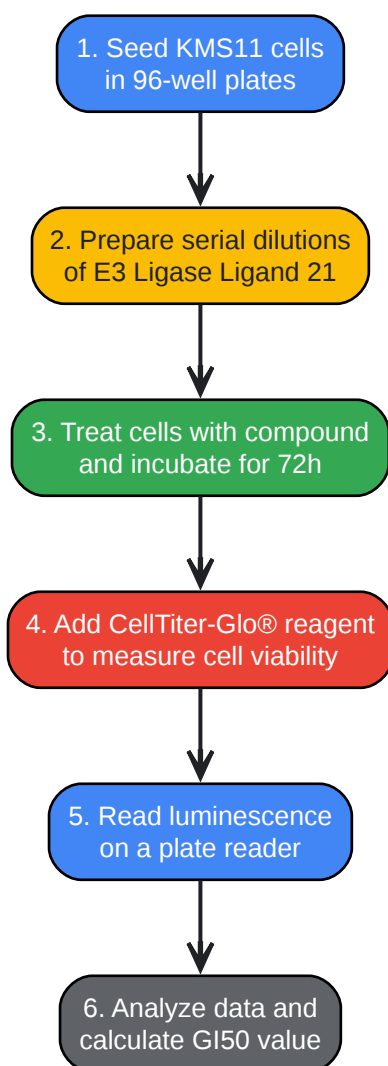 1. Seed KMS11 cells
in 96-well plates
2. Prepare serial dilutions
of E3 Ligase Ligand 21
3. Treat cells with compound
and incubate for 72h
4. Add CellTiter-Glo® reagent
to measure cell viability
5. Read luminescence
on a plate reader
6. Analyze data and
calculate GI50 value